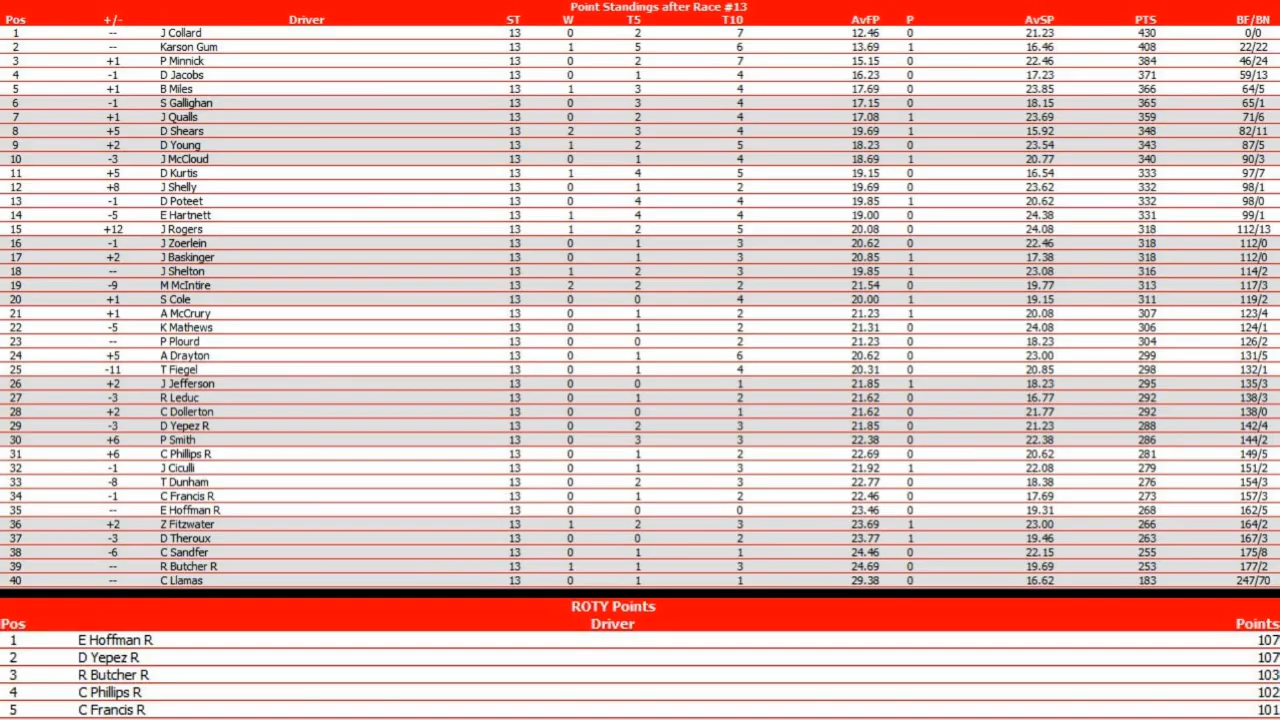 Point Standings after Race #13
Pos +/- Driver ST W T5 T10 AvFP P AvSP PTS BF/BN
1 -- J Collard 13 0 2 7 12.46 0 21.23 430 0/0
2 -- Karson Gum 13 1 5 6 13.69 1 16.46 408 22/22
3 +1 P Minnick 13 0 2 7 15.15 0 22.46 384 46/24
4 -1 D Jacobs 13 0 1 4 16.23 0 17.23 371 59/13
5 +1 B Miles 13 1 3 4 17.69 0 23.85 366 64/5
6 -1 S Gallighan 13 0 3 4 17.15 0 18.15 365 65/1
7 +1 J Qualls 13 0 2 4 17.08 1 23.69 359 71/6
8 +5 D Shears 13 2 3 4 19.69 1 15.92 348 82/11
9 +2 D Young 13 1 2 5 18.23 0 23.54 343 87/5
10 -3 J McCloud 13 0 1 4 18.69 1 20.77 340 90/3
11 +5 D Kurtis 13 1 4 5 19.15 0 16.54 333 97/7
12 +8 J Shelly 13 0 1 2 19.69 0 23.62 332 98/1
13 -1 D Poteet 13 0 4 4 19.85 1 20.62 332 98/0
14 -5 E Hartnett 13 1 4 4 19.00 0 24.38 331 99/1
15 +12 J Rogers 13 1 2 5 20.08 0 24.08 318 112/13
16 -1 J Zoerlein 13 0 1 3 20.62 0 22.46 318 112/0
17 +2 J Baskinger 13 0 1 3 20.85 1 17.38 318 112/0
18 -- J Shelton 13 1 2 3 19.85 1 23.08 316 114/2
19 -9 M McIntire 13 2 2 2 21.54 0 19.77 313 117/3
20 +1 S Cole 13 0 0 4 20.00 1 19.15 311 119/2
21 +1 A McCrury 13 0 1 2 21.23 1 20.08 307 123/4
22 -5 K Mathews 13 0 1 2 21.31 0 24.08 306 124/1
23 -- P Plourd 13 0 0 2 21.23 0 18.23 304 126/2
24 +5 A Drayton 13 0 1 6 20.62 0 23.00 299 131/5
25 -11 T Fiegel 13 0 1 4 20.31 0 20.85 298 132/1
26 +2 J Jefferson 13 0 0 1 21.85 1 18.23 295 135/3
27 -3 R Leduc 13 0 1 2 21.62 0 16.77 292 138/3
28 +2 C Dollerton 13 0 0 1 21.62 0 21.77 292 138/0
29 -3 D Yepez R 13 0 2 3 21.85 0 21.23 288 142/4
30 +6 P Smith 13 0 3 3 22.38 0 22.38 286 144/2
31 +6 C Phillips R 13 0 1 2 22.69 0 20.62 281 149/5
32 -1 J Ciculli 13 0 1 3 21.92 1 22.08 279 151/2
33 -8 T Dunham 13 0 2 3 22.77 0 18.38 276 154/3
34 -1 C Francis R 13 0 1 2 22.46 0 17.69 273 157/3
35 -- E Hoffman R 13 0 0 0 23.46 0 19.31 268 162/5
36 +2 Z Fitzwater 13 1 2 3 23.69 1 23.00 266 164/2
37 -3 D Theroux 13 0 0 2 23.77 1 19.46 263 167/3
38 -6 C Sandfer 13 0 1 1 24.46 0 22.15 255 175/8
39 -- R Butcher R 13 1 1 3 24.69 0 19.69 253 177/2
40 -- C Llamas 13 0 1 1 29.38 0 16.62 183 247/70
ROTY Points
Pos Driver Points
1 E Hoffman R 107
2 D Yepez R 107
3 R Butcher R 103
4 C Phillips R 102
5 C Francis R 101